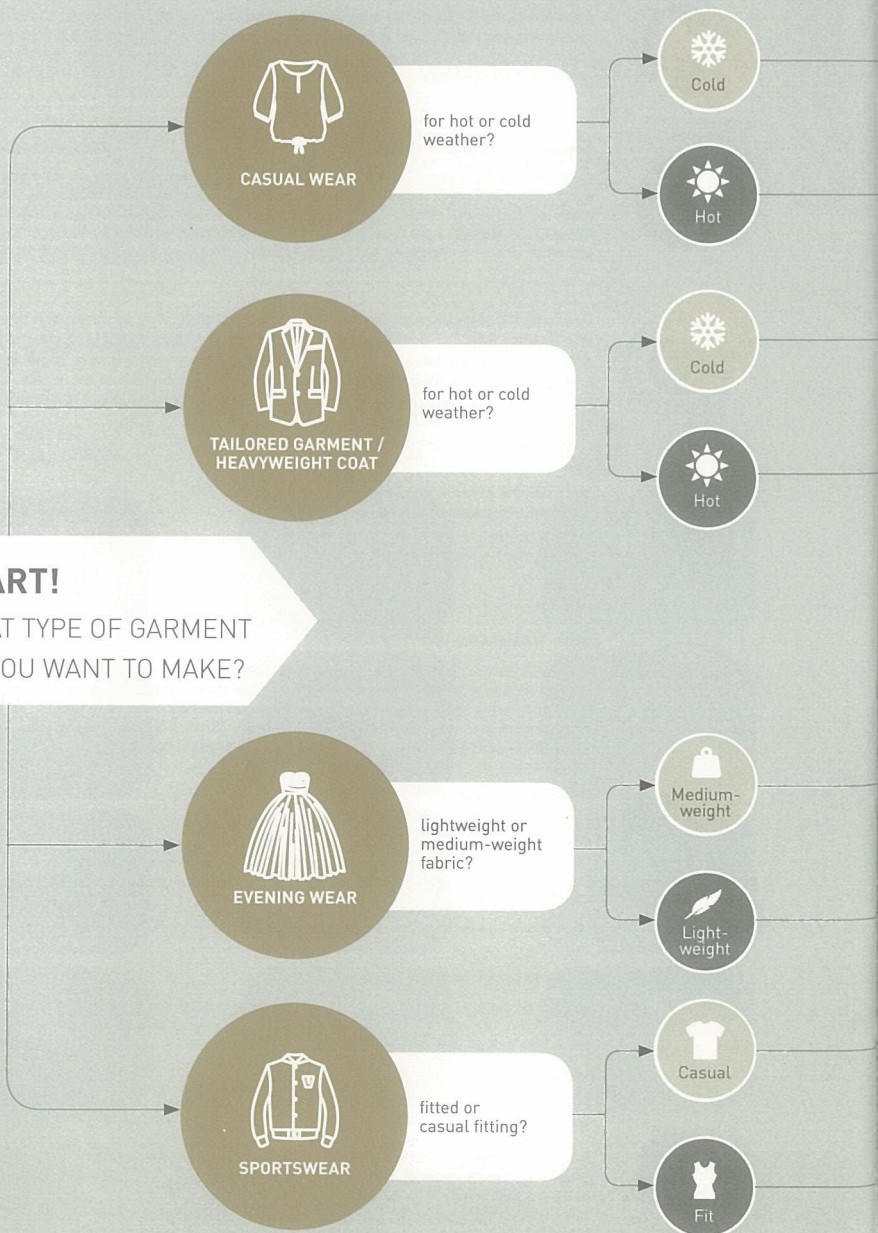 CASUAL WEAR
for hot or cold
weather?
Cold
Hot
TAILORED GARMENT /
HEAVYWEIGHT COAT
for hot or cold
weather?
Cold
Hot
ART!
AT TYPE OF GARMENT
OU WANT TO MAKE?
EVENING WEAR
lightweight or
medium-weight
fabric?
Medium-
weight
Light-
weight
SPORTSWEAR
fitted or
casual fitting?
Casual
Fit